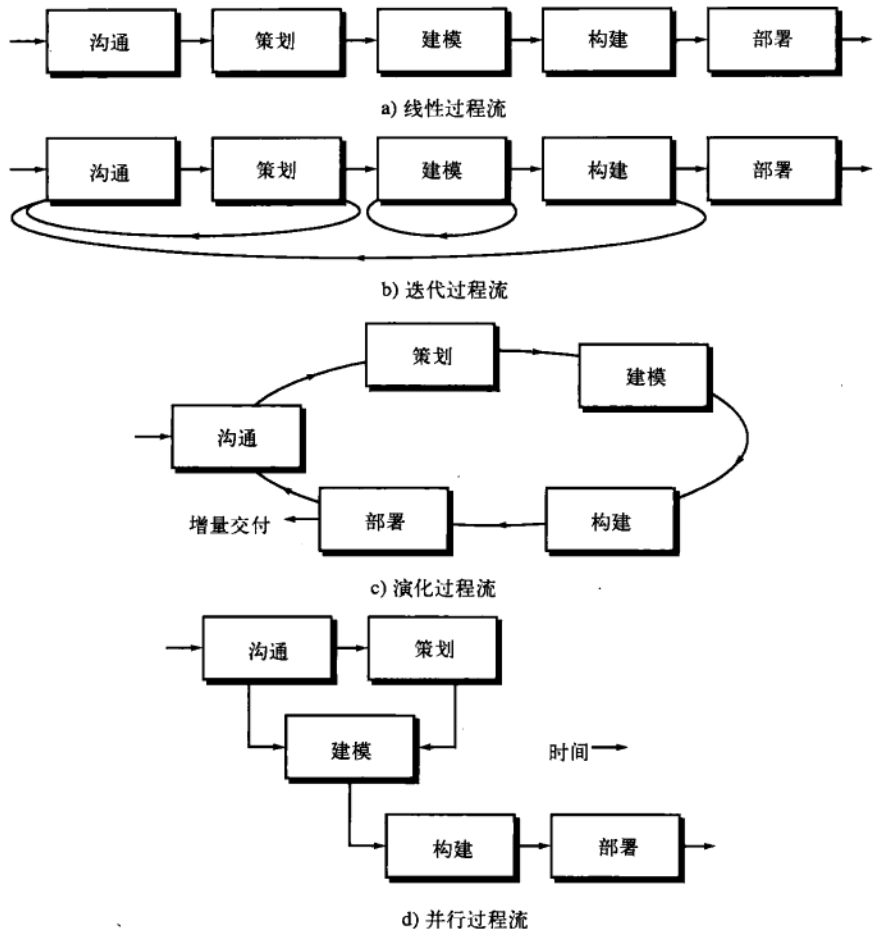 沟通 策划 建模 构建 部署
a) 线性过程流
沟通 策划 建模 构建 部署
b) 迭代过程流
策划
建模
沟通
部署 构建
增量交付
c) 演化过程流
沟通 策划
建模 时间
构建 部署
d) 并行过程流